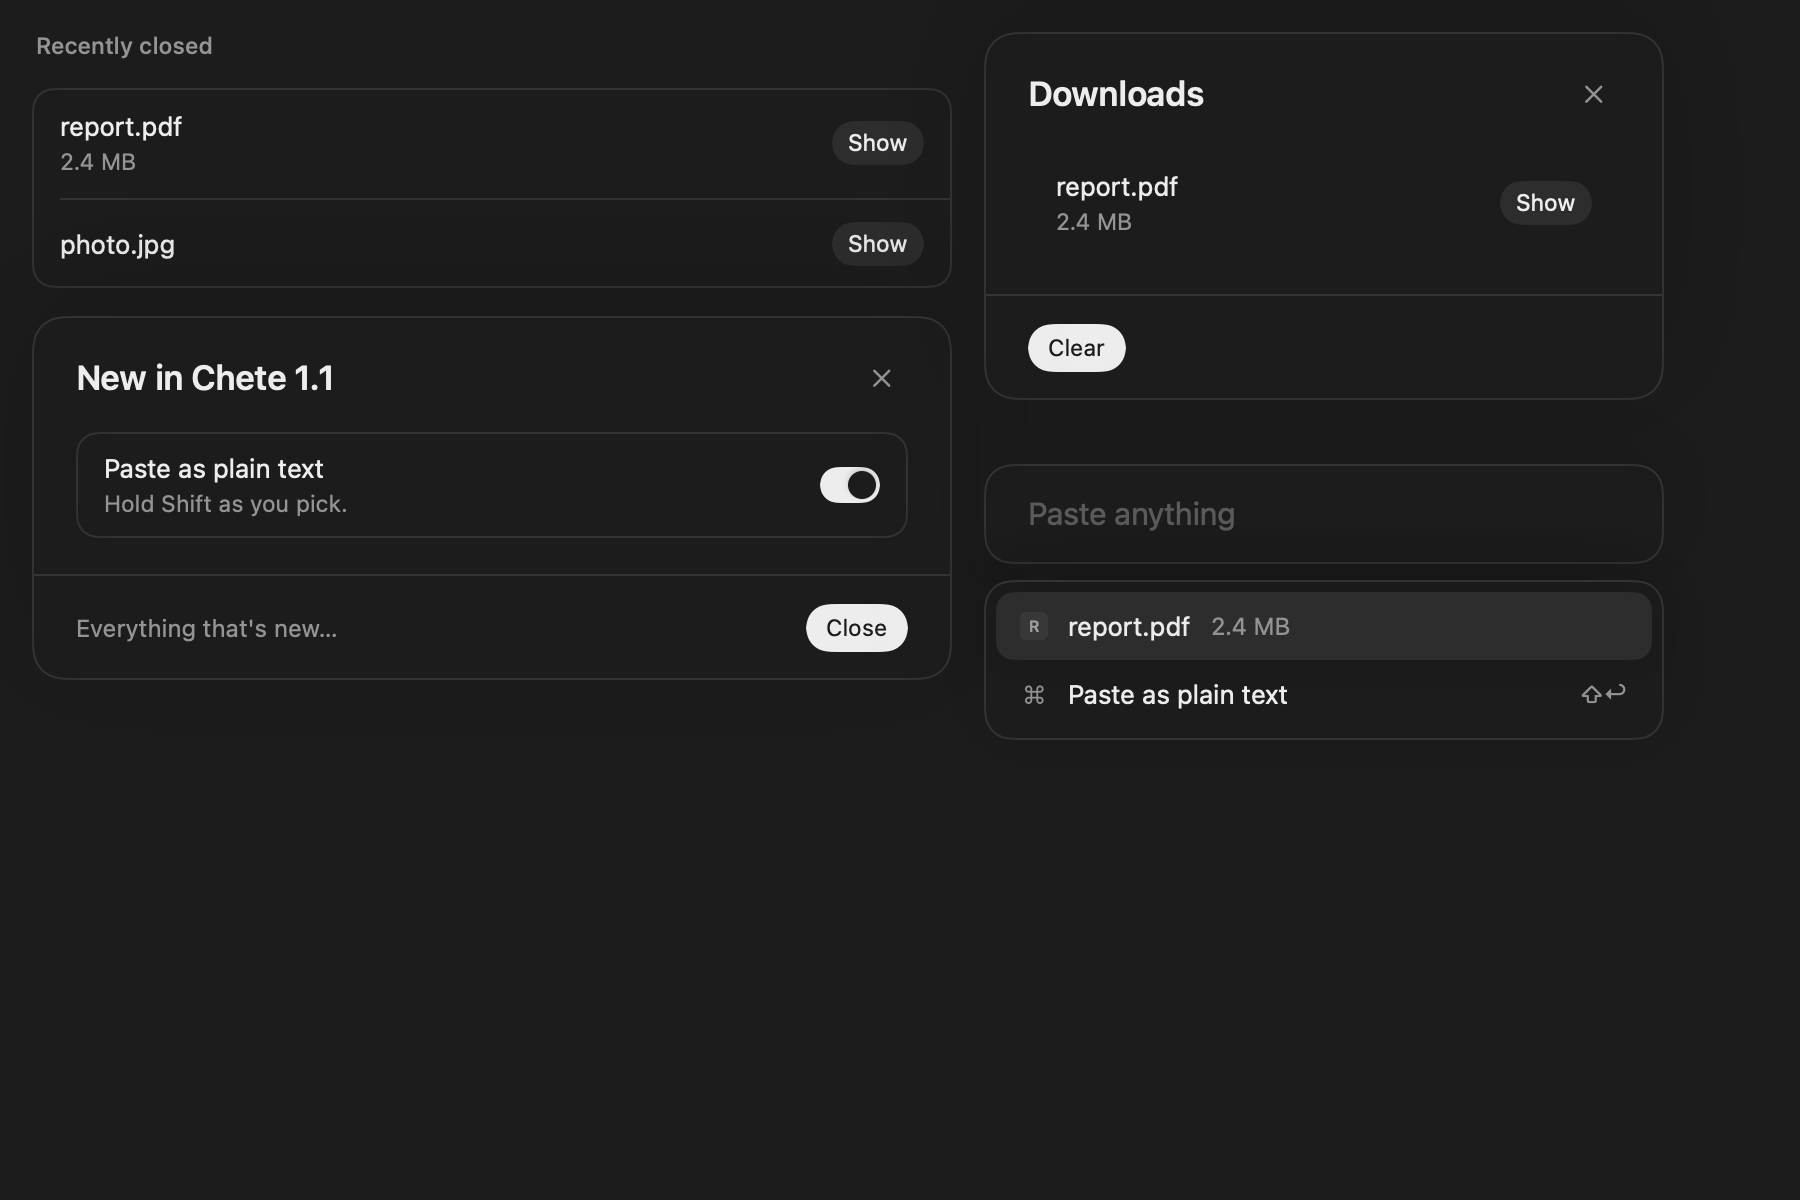 Recently closed
report.pdf
2.4 MB
Show
photo.jpg
Show
New in Chete 1.1
Paste as plain text
Hold Shift as you pick.
Everything that's new...
Close
Downloads
report.pdf
2.4 MB
Show
Clear
Paste anything
R report.pdf 2.4 MB
⌘ Paste as plain text ⇧↩